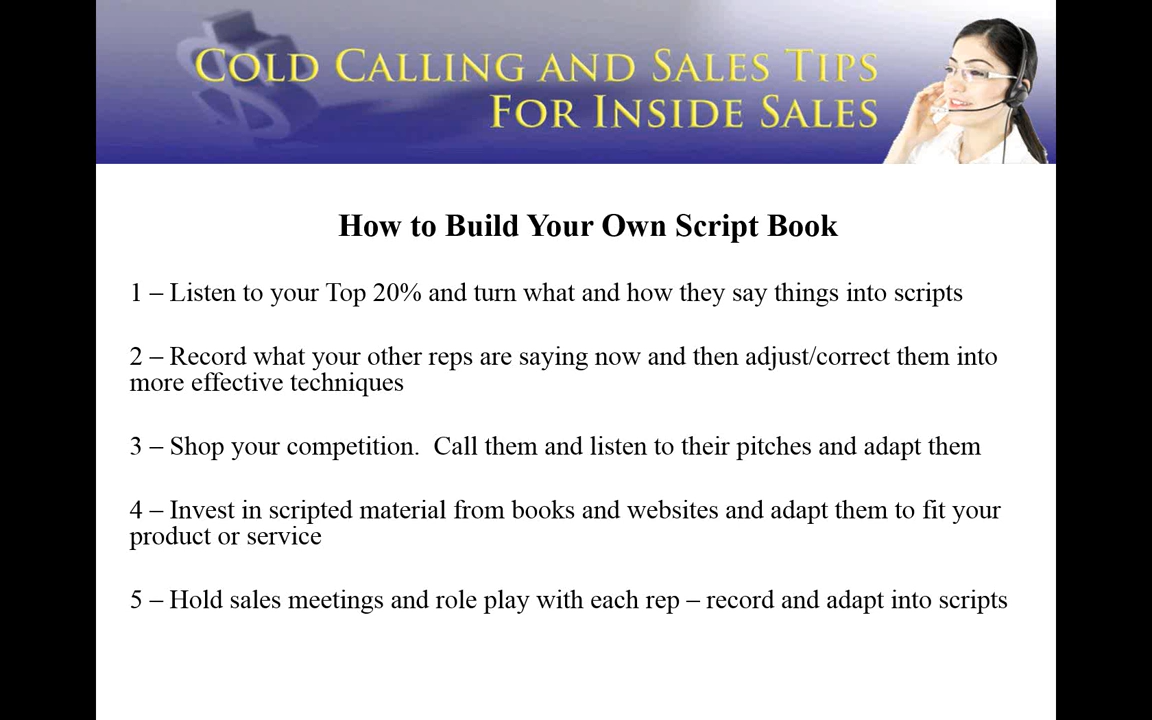 COLD CALLING AND SALES TIPS
FOR INSIDE SALES
How to Build Your Own Script Book
1 – Listen to your Top 20% and turn what and how they say things into scripts
2 – Record what your other reps are saying now and then adjust/correct them into
more effective techniques
3 – Shop your competition.  Call them and listen to their pitches and adapt them
4 – Invest in scripted material from books and websites and adapt them to fit your
product or service
5 – Hold sales meetings and role play with each rep – record and adapt into scripts